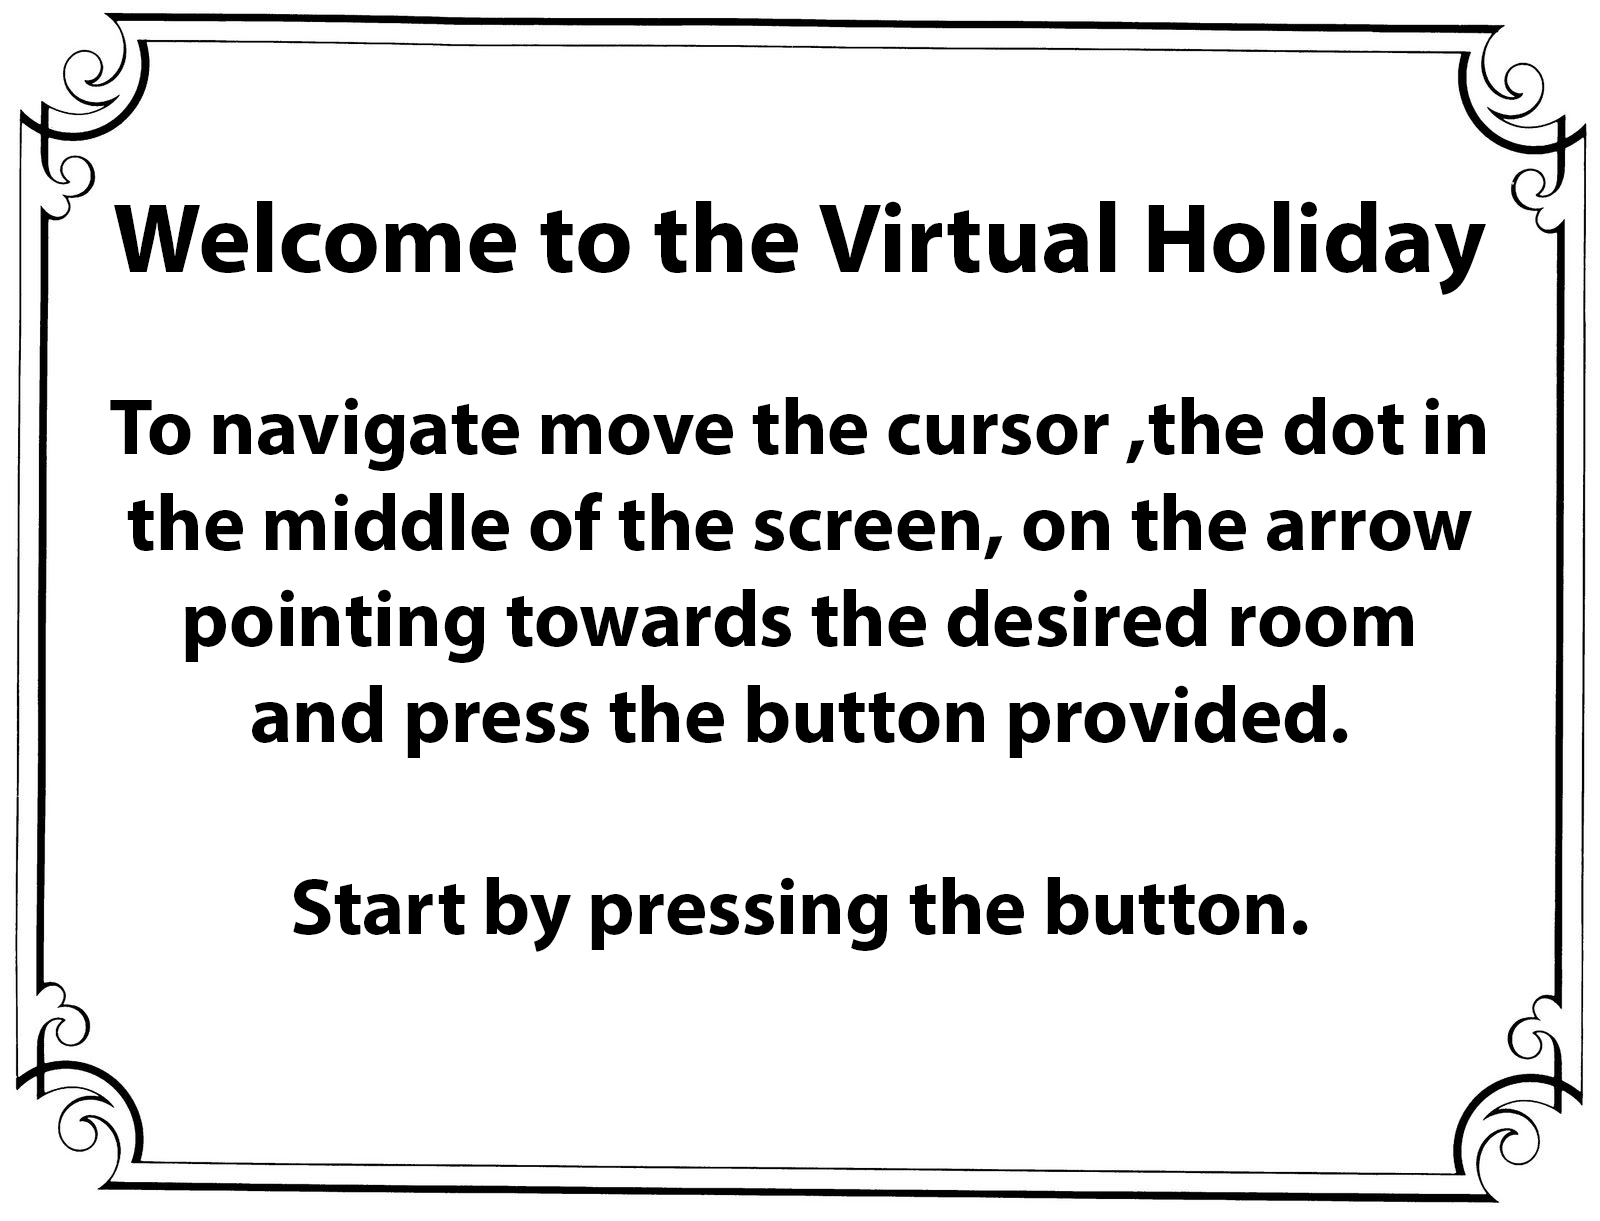 Welcome to the Virtual Holiday
To navigate move the cursor ,the dot in
the middle of the screen, on the arrow
pointing towards the desired room
and press the button provided.
Start by pressing the button.